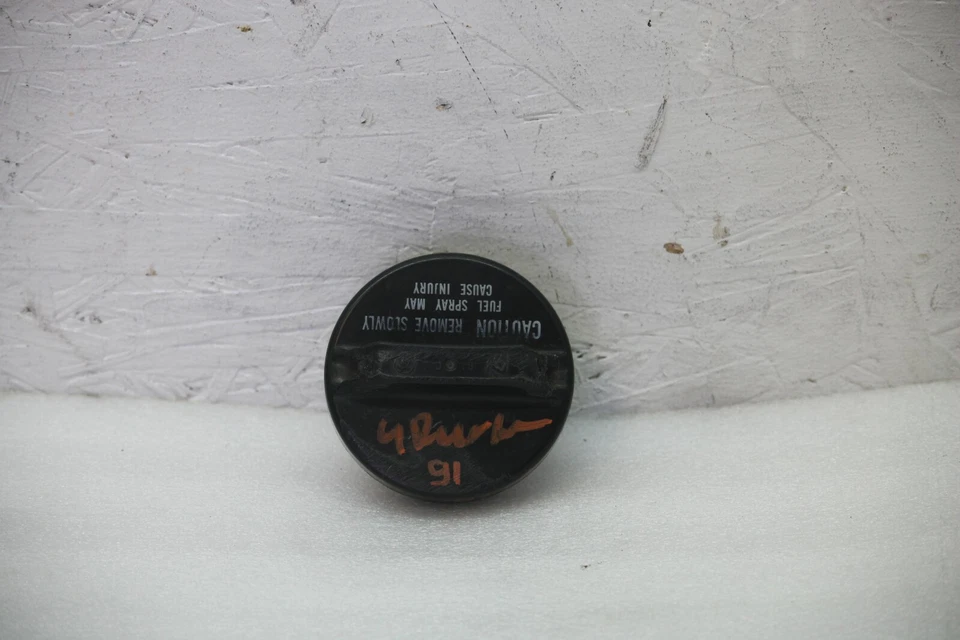 CAUTION REMOVE SLOWLY
FUEL SPRAY MAY
CAUSE INJURY
91